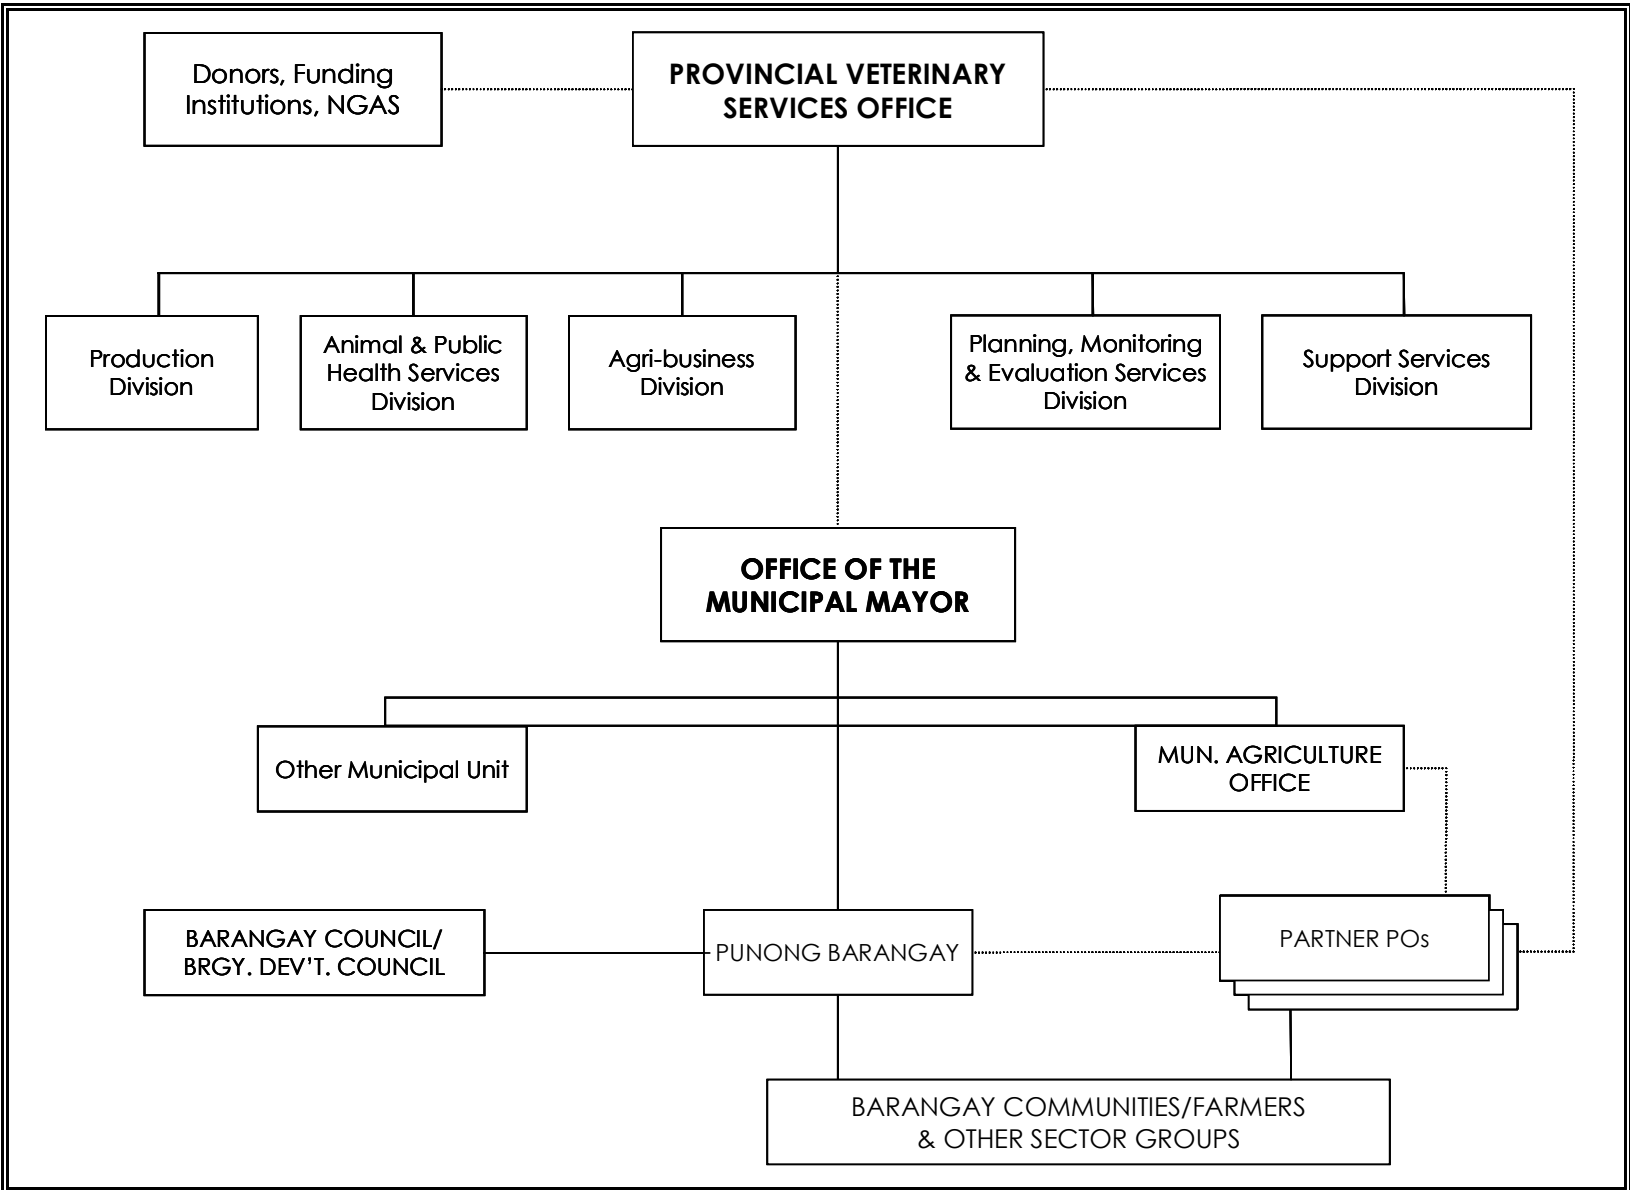 Donors, Funding
Institutions, NGAS
PROVINCIAL VETERINARY
SERVICES OFFICE
Production
Division
Animal & Public
Health Services
Division
Agri-business
Division
Planning, Monitoring
& Evaluation Services
Division
Support Services
Division
OFFICE OF THE
MUNICIPAL MAYOR
Other Municipal Unit
MUN. AGRICULTURE
OFFICE
BARANGAY COUNCIL/
BRGY. DEV'T. COUNCIL
PUNONG BARANGAY
PARTNER POs
BARANGAY COMMUNITIES/FARMERS
& OTHER SECTOR GROUPS